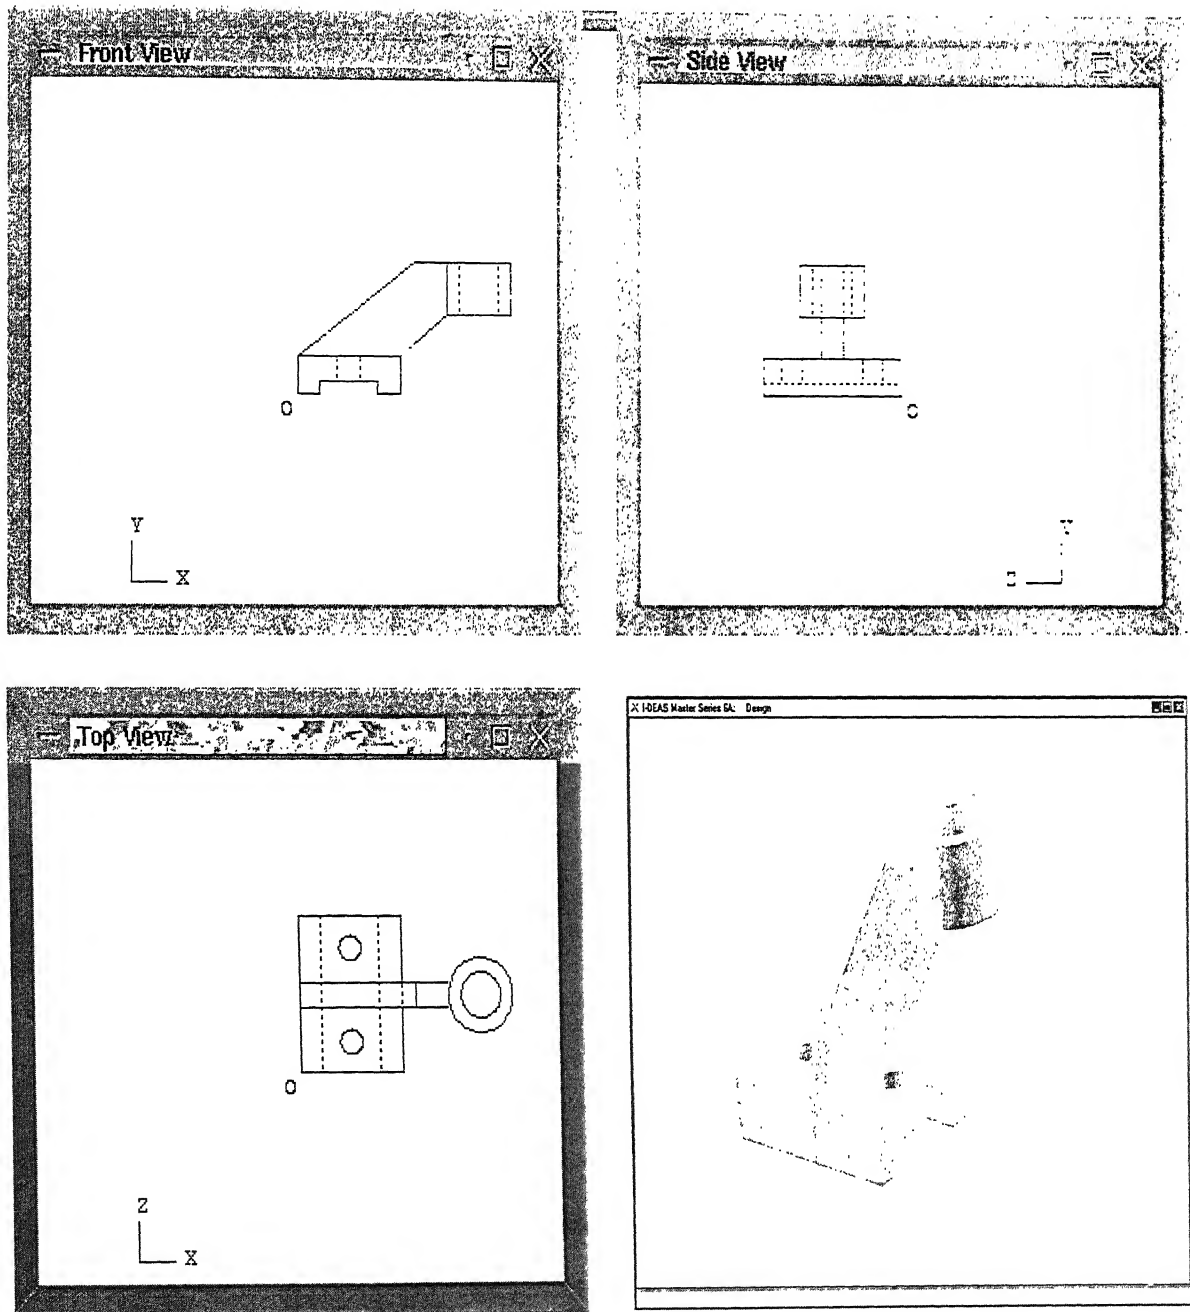 Front View
O
Y
X
Side View
O
Top View
O
Z
X
X I-DEAS Master Series 6A: Design